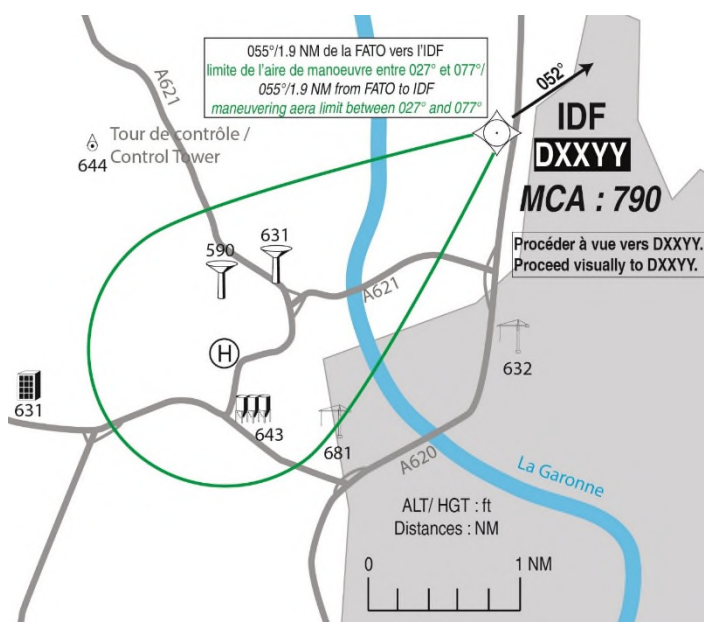 055°/1.9 NM de la FATO vers l'IDF
limite de l'aire de manoeuvre entre 027° et 077°/
055°/1.9 NM from FATO to IDF
maneuvering aera limit between 027° and 077°
052°
IDF
DXXYY
MCA : 790
Procéder à vue vers DXXYY.
Proceed visually to DXXYY.
A621
Tour de contrôle /
Control Tower
644
590
631
A621
H
632
631
643
681
A620
La Garonne
ALT/ HGT : ft
Distances : NM
0
1 NM